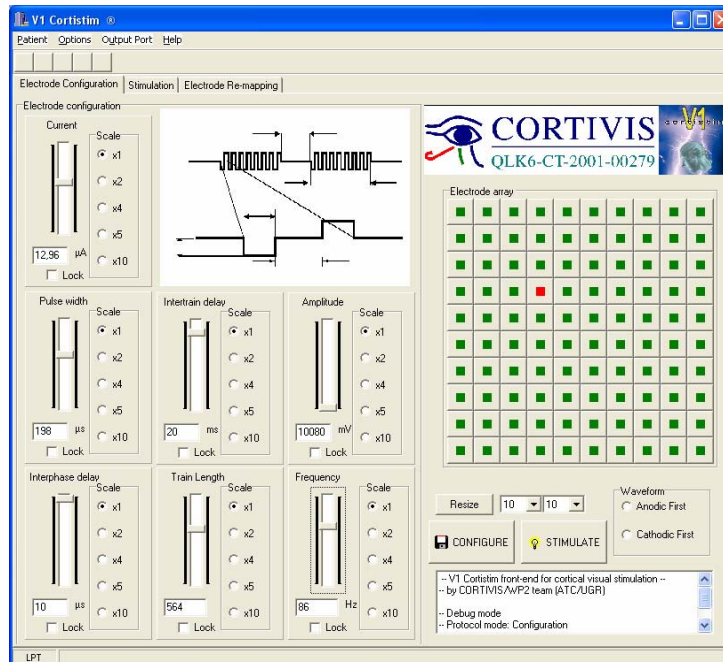 V1 Cortistim ®
Patient Options Output Port Help
Electrode Configuration Stimulation Electrode Re-mapping
Electrode configuration
Current
Scale
x1
x2
x4
x5
x10
12,96 µA
Lock
CORTIVIS
QLK6-CT-2001-00279
V1
Electrode array
Pulse width
Scale
x1
x2
x4
x5
x10
198 µs
Lock
Intertrain delay
Scale
x1
x2
x4
x5
x10
20 ms
Lock
Amplitude
Scale
x1
x2
x4
x5
x10
10080 mV
Lock
Interphase delay
Scale
x1
x2
x4
x5
x10
10 µs
Lock
Train Length
Scale
x1
x2
x4
x5
x10
564
Lock
Frequency
Scale
x1
x2
x4
x5
x10
86 Hz
Lock
Resize 10 10
Waveform
Anodic First
Cathodic First
CONFIGURE STIMULATE
-- V1 Cortistim front-end for cortical visual stimulation --
-- by CORTIVIS/WP2 team (ATC/UGR)
-- Debug mode
-- Protocol mode: Configuration
LPT